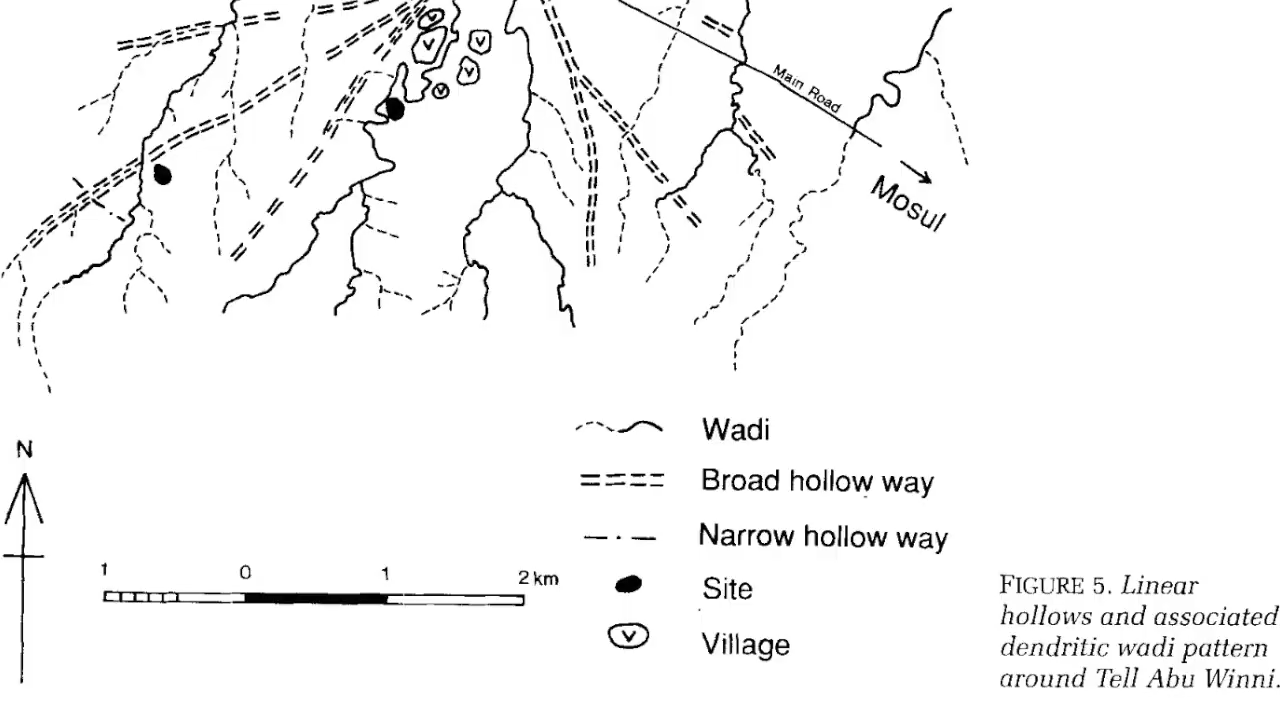 V
V
V
V
V
Main Road
Mosul
N
Wadi
Broad hollow way
Narrow hollow way
1 0 1 2 km
Site
V
Village
FIGURE 5. Linear
hollows and associated
dendritic wadi pattern
around Tell Abu Winni.